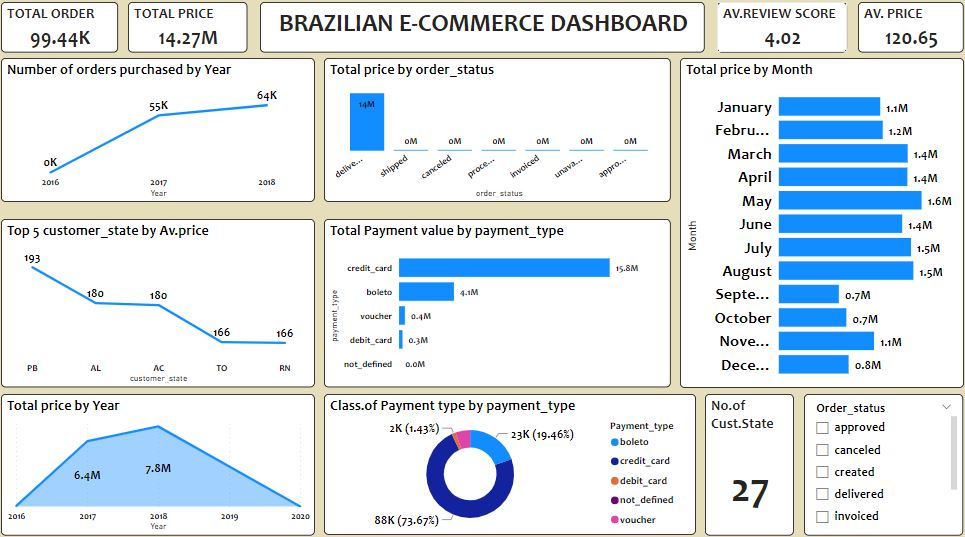 TOTAL ORDER
99.44K
TOTAL PRICE
14.27M
BRAZILIAN E-COMMERCE DASHBOARD
AV.REVIEW SCORE
4.02
AV. PRICE
120.65
Number of orders purchased by Year
0K
55K
64K
2016
2017
2018
Year
Total price by order_status
14M
0M
0M
0M
0M
0M
0M
delive...
shipped
canceled
proce...
invoiced
unava...
appro...
order_status
Total price by Month
Month
January
1.1M
Febru...
1.2M
March
1.4M
April
1.4M
May
1.6M
June
1.4M
July
1.5M
August
1.5M
Septe...
0.7M
October
0.7M
Nove...
1.1M
Dece...
0.8M
Top 5 customer_state by Av.price
193
180
180
166
166
PB
AL
AC
TO
RN
customer_state
Total Payment value by payment_type
payment_type
credit_card
15.8M
boleto
4.1M
voucher
0.4M
debit_card
0.3M
not_defined
0.0M
Total price by Year
6.4M
7.8M
2016
2017
2018
2019
2020
Year
Class.of Payment type by payment_type
2K (1.43%)
23K (19.46%)
88K (73.67%)
Payment_type
boleto
credit_card
debit_card
not_defined
voucher
No.of
Cust.State
27
Order_status
approved
canceled
created
delivered
invoiced